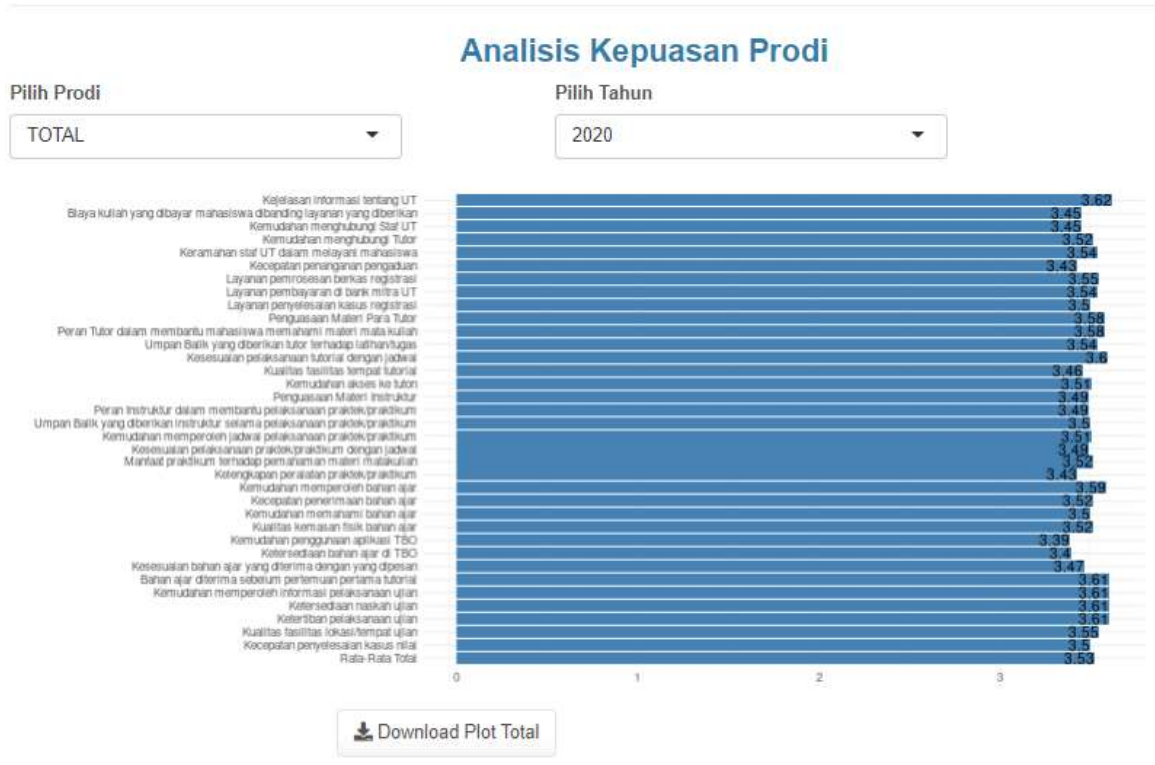 Analisis Kepuasan Prodi
Pilih Prodi
Pilih Tahun
TOTAL
2020
Kejelasan informasi tentang UT 3.62
Biaya kuliah yang dibayar mahasiswa dibanding layanan yang diberikan 3.45
Kemudahan menghubungi Staf UT 3.45
Kemudahan menghubungi Tutor 3.52
Keramahan staf UT dalam melayani mahasiswa 3.54
Kecepatan penanganan pengaduan 3.43
Layanan pemrosesan berkas registrasi 3.55
Layanan pembayaran di bank mitra UT 3.54
Layanan penyelesaian kasus registrasi 3.5
Penguasaan Materi Para Tutor 3.58
Peran Tutor dalam membantu mahasiswa memahami materi mata kuliah 3.58
Umpan Balik yang diberikan tutor terhadap latihan/tugas 3.54
Kesesuaian pelaksanaan tutorial dengan jadwal 3.6
Kualitas fasilitas tempat tutorial 3.46
Kemudahan akses ke tuton 3.51
Penguasaan Materi Instruktur 3.49
Peran Instruktur dalam membantu pelaksanaan praktek/praktikum 3.49
Umpan Balik yang diberikan instruktur selama pelaksanaan praktek/praktikum 3.5
Kemudahan memperoleh jadwal pelaksanaan praktek/praktikum 3.51
Kesesuaian pelaksanaan praktek/praktikum dengan jadwal 3.49
Manfaat praktikum terhadap pemahaman materi matakuliah 3.52
Kelengkapan peralatan praktek/praktikum 3.43
Kemudahan memperoleh bahan ajar 3.59
Kecepatan penerimaan bahan ajar 3.52
Kemudahan memahami bahan ajar 3.5
Kualitas kemasan fisik bahan ajar 3.52
Kemudahan penggunaan aplikasi TBO 3.39
Ketersediaan bahan ajar di TBO 3.4
Kesesuaian bahan ajar yang diterima dengan yang dipesan 3.47
Bahan ajar diterima sebelum pertemuan pertama tutorial 3.61
Kemudahan memperoleh informasi pelaksanaan ujian 3.61
Ketersediaan naskah ujian 3.61
Ketertiban pelaksanaan ujian 3.61
Kualitas fasilitas lokasi/tempat ujian 3.55
Kecepatan penyelesaian kasus nilai 3.5
Rata-Rata Total 3.53
0 1 2 3
Download Plot Total